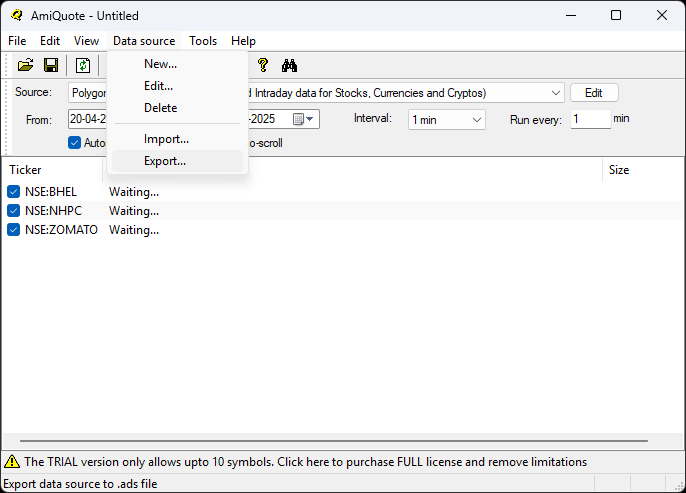 AmiQuote - Untitled
File Edit View Data source Tools Help
New...
Edit...
Delete
Import...
Export...
Source: Polygon d Intraday data for Stocks, Currencies and Cryptos) Edit
From: 20-04-2 -2025 Interval: 1 min Run every: 1 min
Auto o-scroll
Ticker Size
NSE:BHEL Waiting...
NSE:NHPC Waiting...
NSE:ZOMATO Waiting...
The TRIAL version only allows upto 10 symbols. Click here to purchase FULL license and remove limitations
Export data source to .ads file